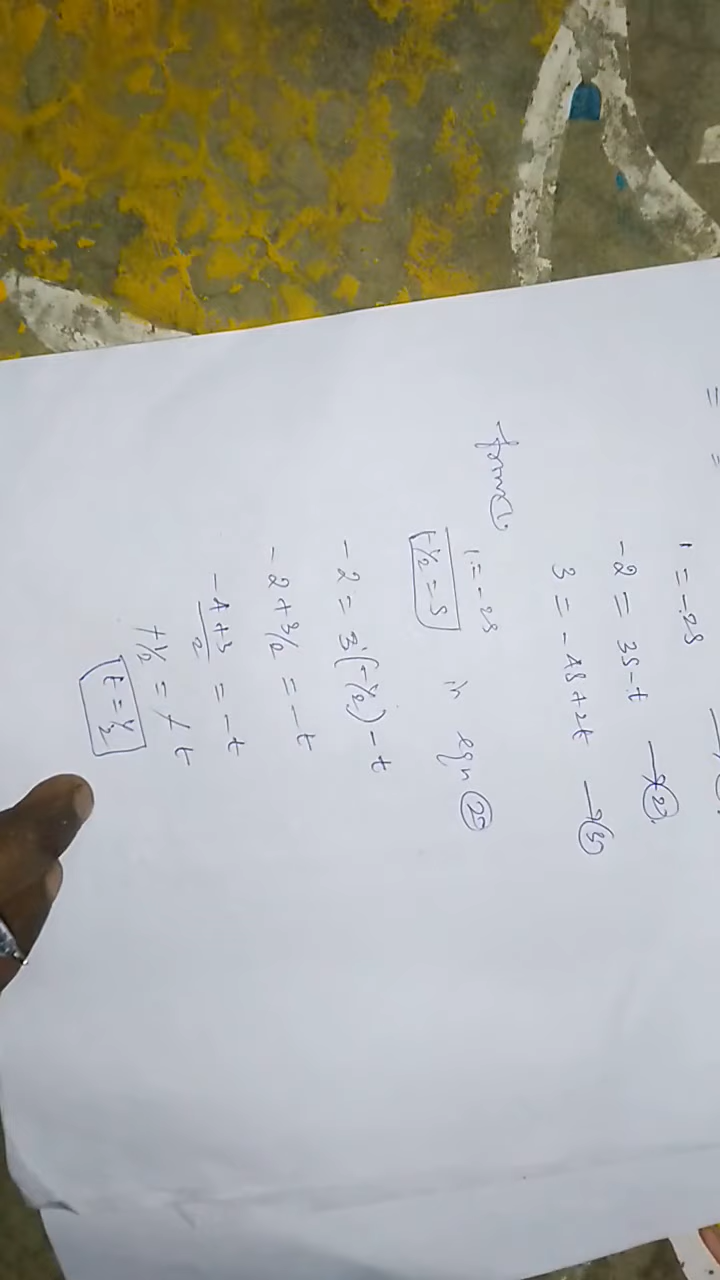 = =
1 = -2s
-2 = 3s - t → (2)
3 = -4s + 2t → (3)
from
1 = -2s
-1/2 = s in eqn (2)
-2 = 3(-1/2) - t
-2 + 3/2 = -t
-4+3/2 = -t
+1/2 = + t
t = 1/2